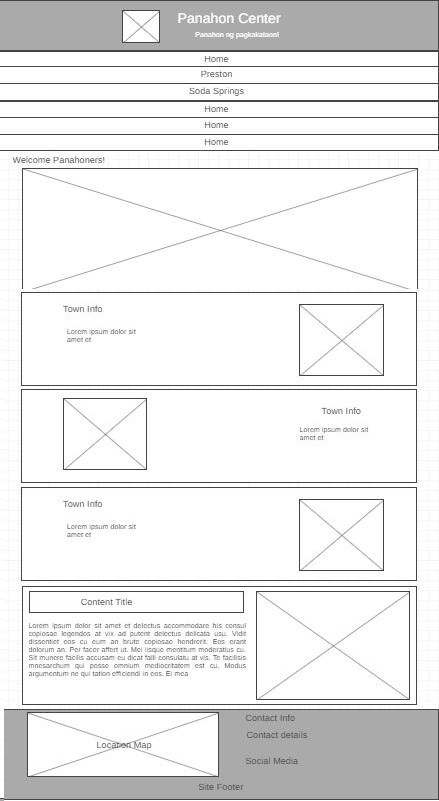 Panahon Center
Panahon ng pagkakataon!
Home
Preston
Soda Springs
Home
Home
Home
Welcome Panahoners!
Town Info
Lorem ipsum dolor sit
amet et
Town Info
Lorem ipsum dolor sit
amet et
Town Info
Lorem ipsum dolor sit
amet et
Content Title
Lorem ipsum dolor sit amet et delectus accommodare his consul
copiosae legendos at vix ad putent delectus delicata usu. Vidit
dissentiet eos cu eum an brute copiosae hendrerit. Eos erant
dolorum an. Per facer affert ut. Mei iisque mentitum moderatius cu.
Sit munere facilis accusam eu dicat falli consulatu at vis. Te facilisis
mnesarchum qui posse omnium mediocritatem est cu. Modus
argumentum ne qui tation efficiendi in eos. Ei mea
Location Map
Contact Info
Contact details
Social Media
Site Footer